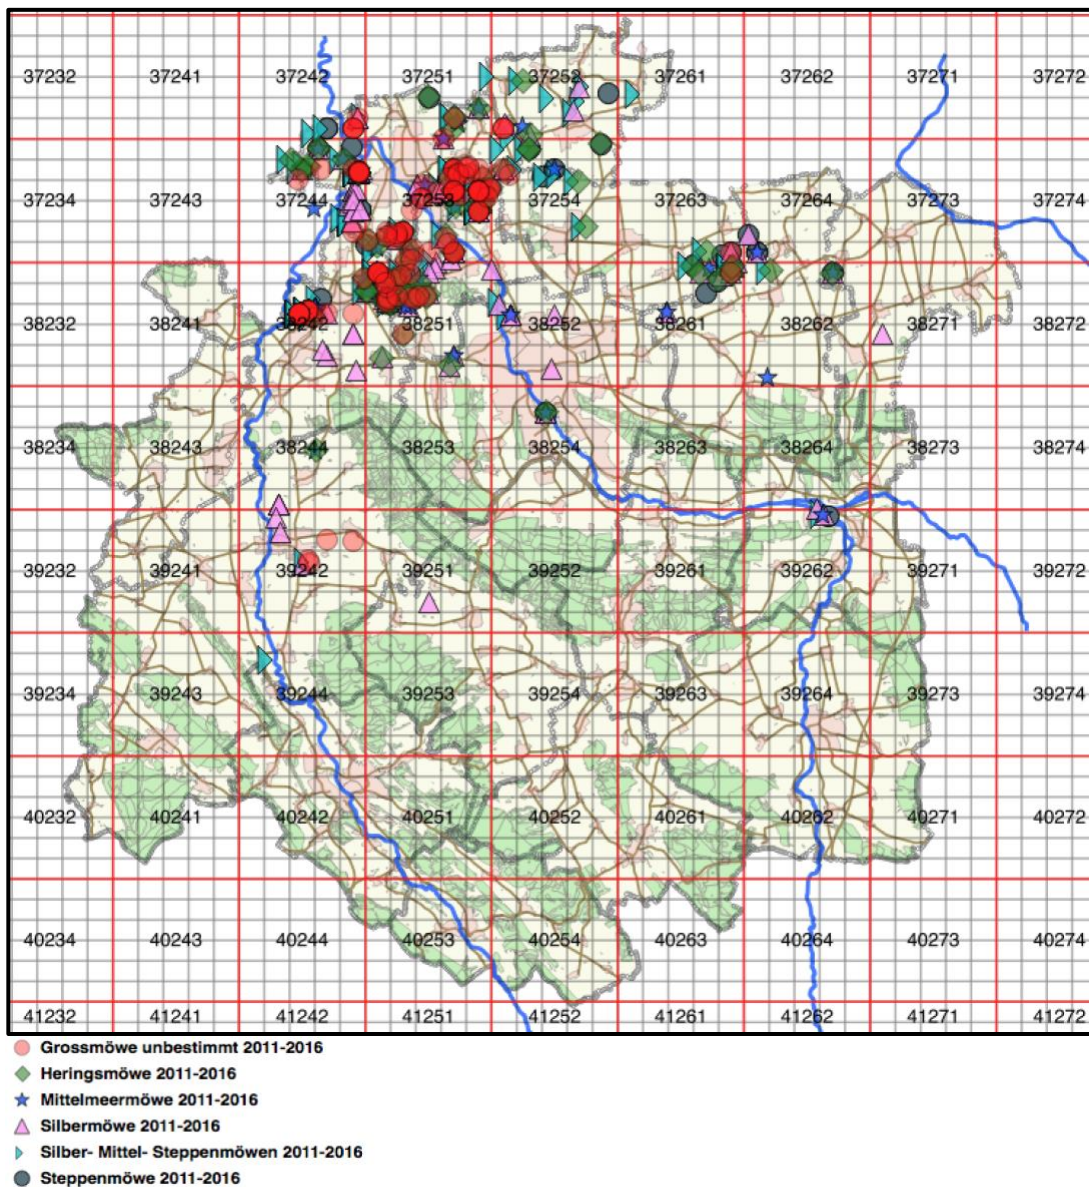 37232 37241 37242 37251 37252 37261 37262 37271 37272
37234 37243 37244 37253 37254 37263 37264 37273 37274
38232 38241 38242 38251 38252 38261 38262 38271 38272
38234 38243 38244 38253 38254 38263 38264 38273 38274
39232 39241 39242 39251 39252 39261 39262 39271 39272
39234 39243 39244 39253 39254 39263 39264 39273 39274
40232 40241 40242 40251 40252 40261 40262 40271 40272
40234 40243 40244 40253 40254 40263 40264 40273 40274
41232 41241 41242 41251 41252 41261 41262 41271 41272
Grossmöwe unbestimmt 2011-2016
Heringsmöwe 2011-2016
Mittelmeermöwe 2011-2016
Silbermöwe 2011-2016
Silber- Mittel- Steppenmöwen 2011-2016
Steppenmöwe 2011-2016